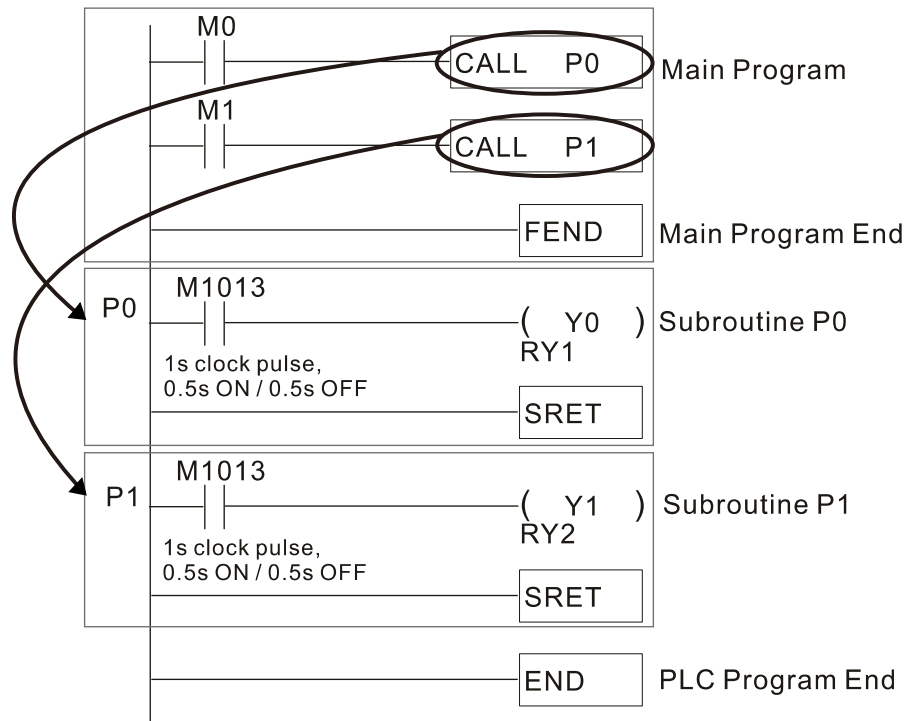 M0
CALL P0
Main Program
M1
CALL P1
FEND
Main Program End
P0
M1013
( Y0 )
Subroutine P0
RY1
1s clock pulse,
0.5s ON / 0.5s OFF
SRET
P1
M1013
( Y1 )
Subroutine P1
RY2
1s clock pulse,
0.5s ON / 0.5s OFF
SRET
END
PLC Program End